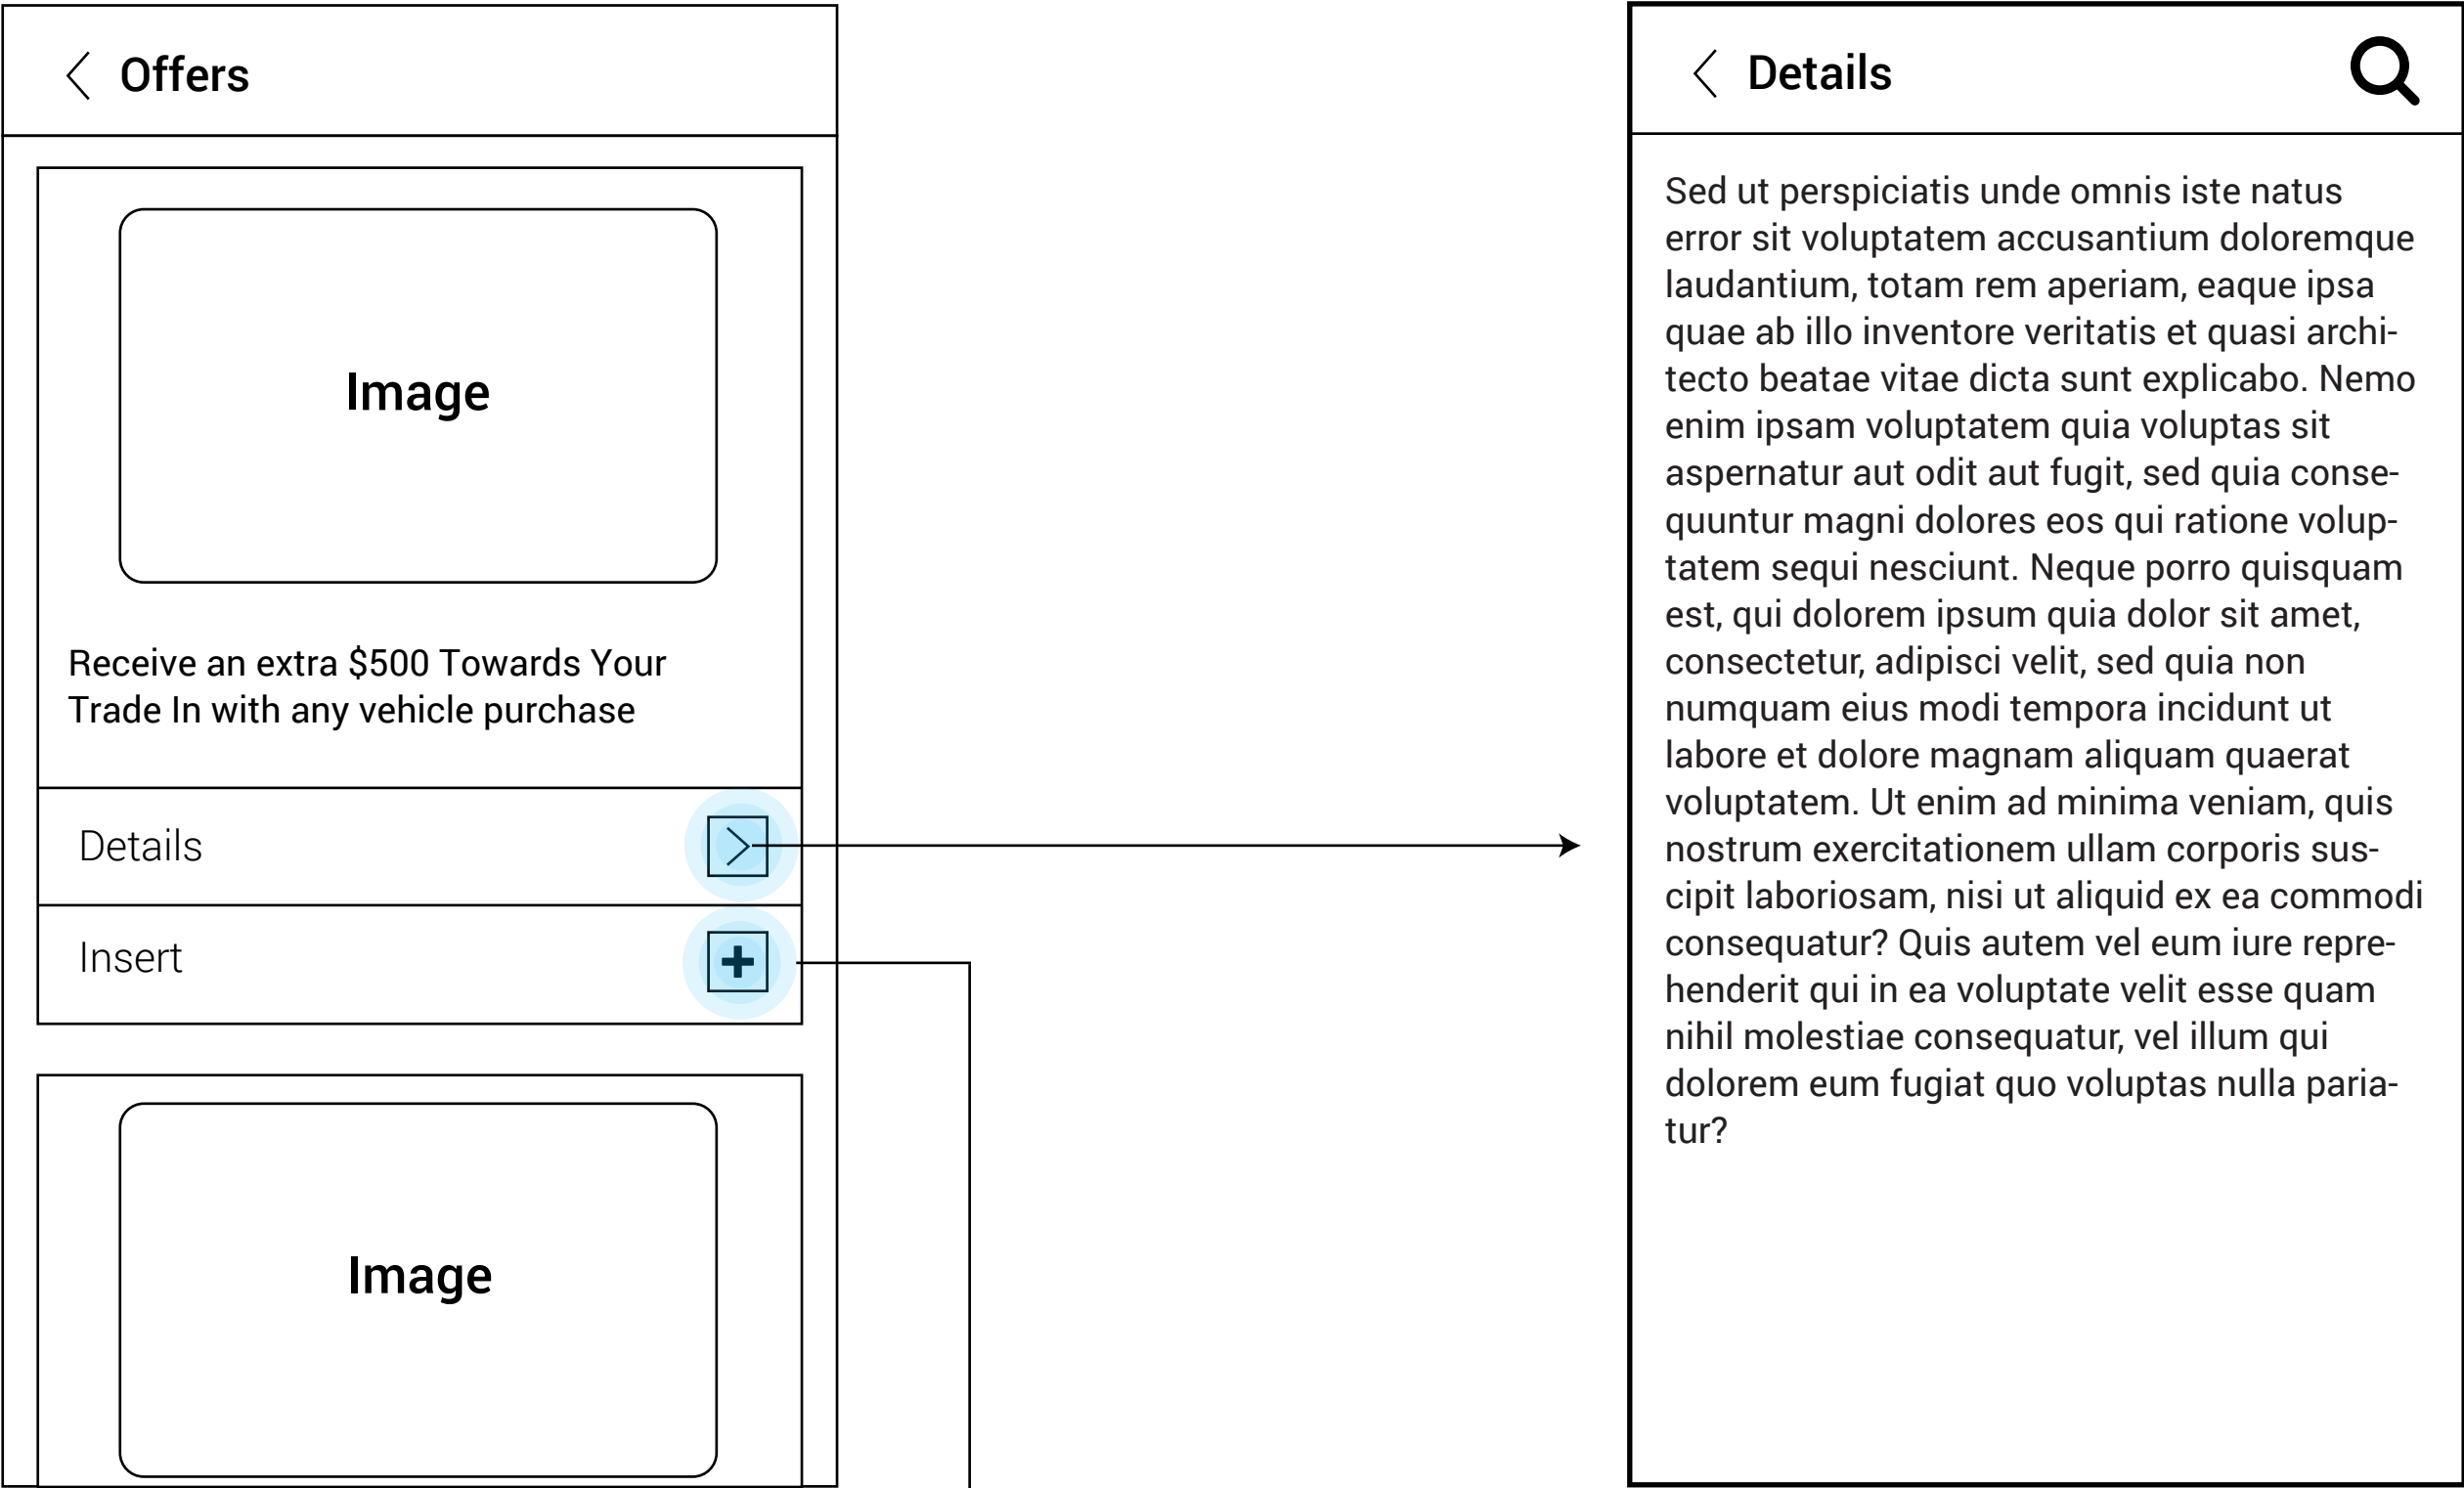 Offers
Image
Receive an extra $500 Towards Your
Trade In with any vehicle purchase
Details
Insert
Image
Details
Sed ut perspiciatis unde omnis iste natus
error sit voluptatem accusantium doloremque
laudantium, totam rem aperiam, eaque ipsa
quae ab illo inventore veritatis et quasi archi-
tecto beatae vitae dicta sunt explicabo. Nemo
enim ipsam voluptatem quia voluptas sit
aspernatur aut odit aut fugit, sed quia conse-
quuntur magni dolores eos qui ratione volup-
tatem sequi nesciunt. Neque porro quisquam
est, qui dolorem ipsum quia dolor sit amet,
consectetur, adipisci velit, sed quia non
numquam eius modi tempora incidunt ut
labore et dolore magnam aliquam quaerat
voluptatem. Ut enim ad minima veniam, quis
nostrum exercitationem ullam corporis sus-
cipit laboriosam, nisi ut aliquid ex ea commodi
consequatur? Quis autem vel eum iure repre-
henderit qui in ea voluptate velit esse quam
nihil molestiae consequatur, vel illum qui
dolorem eum fugiat quo voluptas nulla paria-
tur?